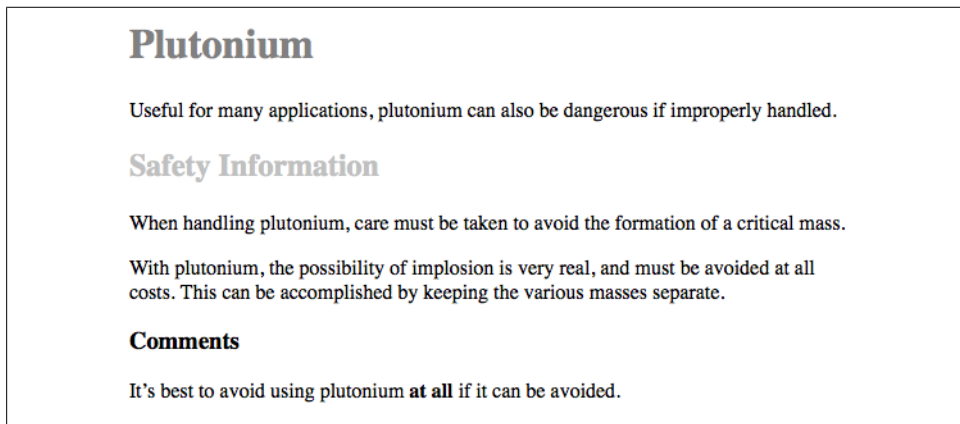 Plutonium
Useful for many applications, plutonium can also be dangerous if improperly handled.
Safety Information
When handling plutonium, care must be taken to avoid the formation of a critical mass.
With plutonium, the possibility of implosion is very real, and must be avoided at all
costs. This can be accomplished by keeping the various masses separate.
Comments
It’s best to avoid using plutonium at all if it can be avoided.